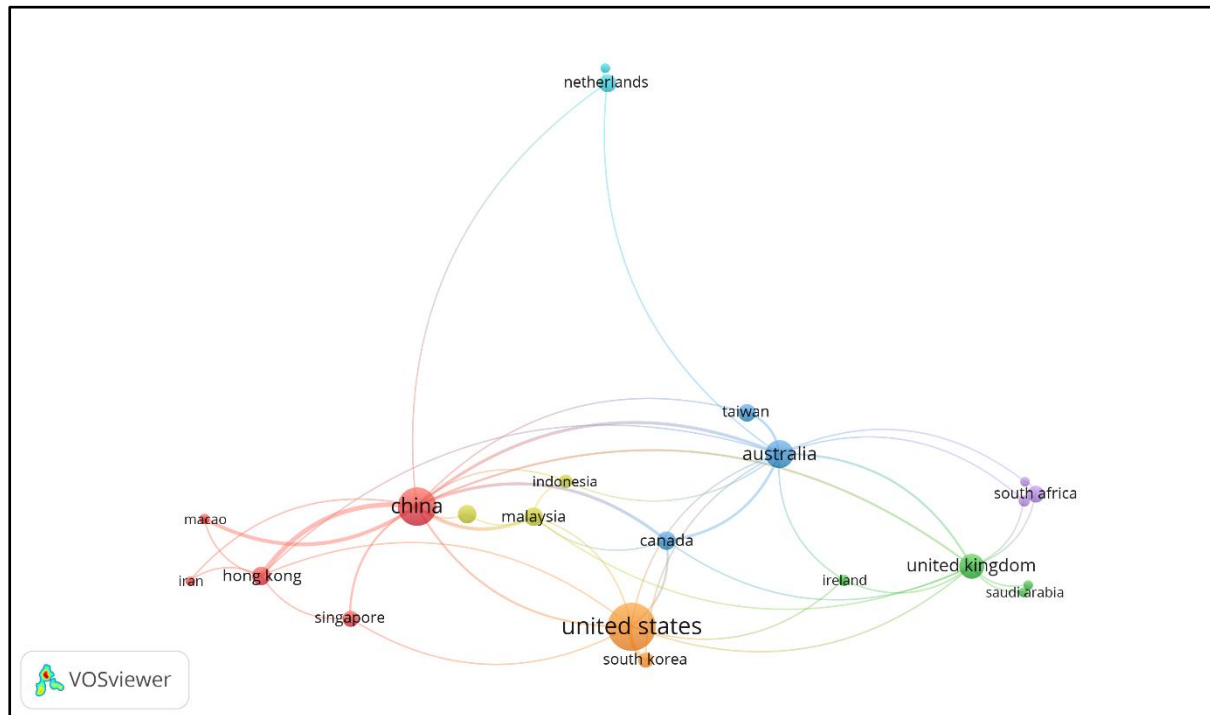 netherlands
taiwan
australia
indonesia
south africa
china
malaysia
macao
canada
united kingdom
iran
hong kong
ireland
saudi arabia
singapore
united states
south korea
VOSviewer